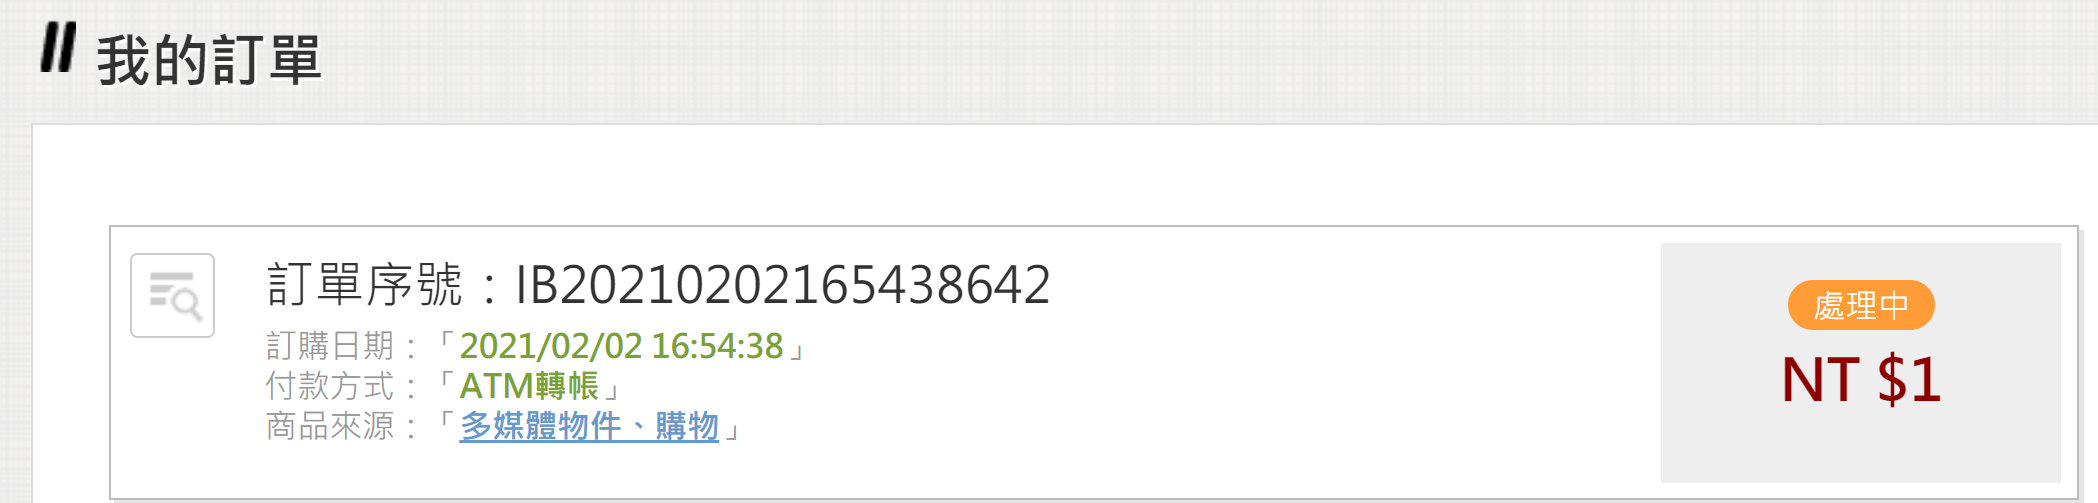 我的訂單
訂單序號：IB20210202165438642
訂購日期：「2021/02/02 16:54:38」
付款方式：「ATM轉帳」
商品來源：「多媒體物件、購物」
處理中
NT $1